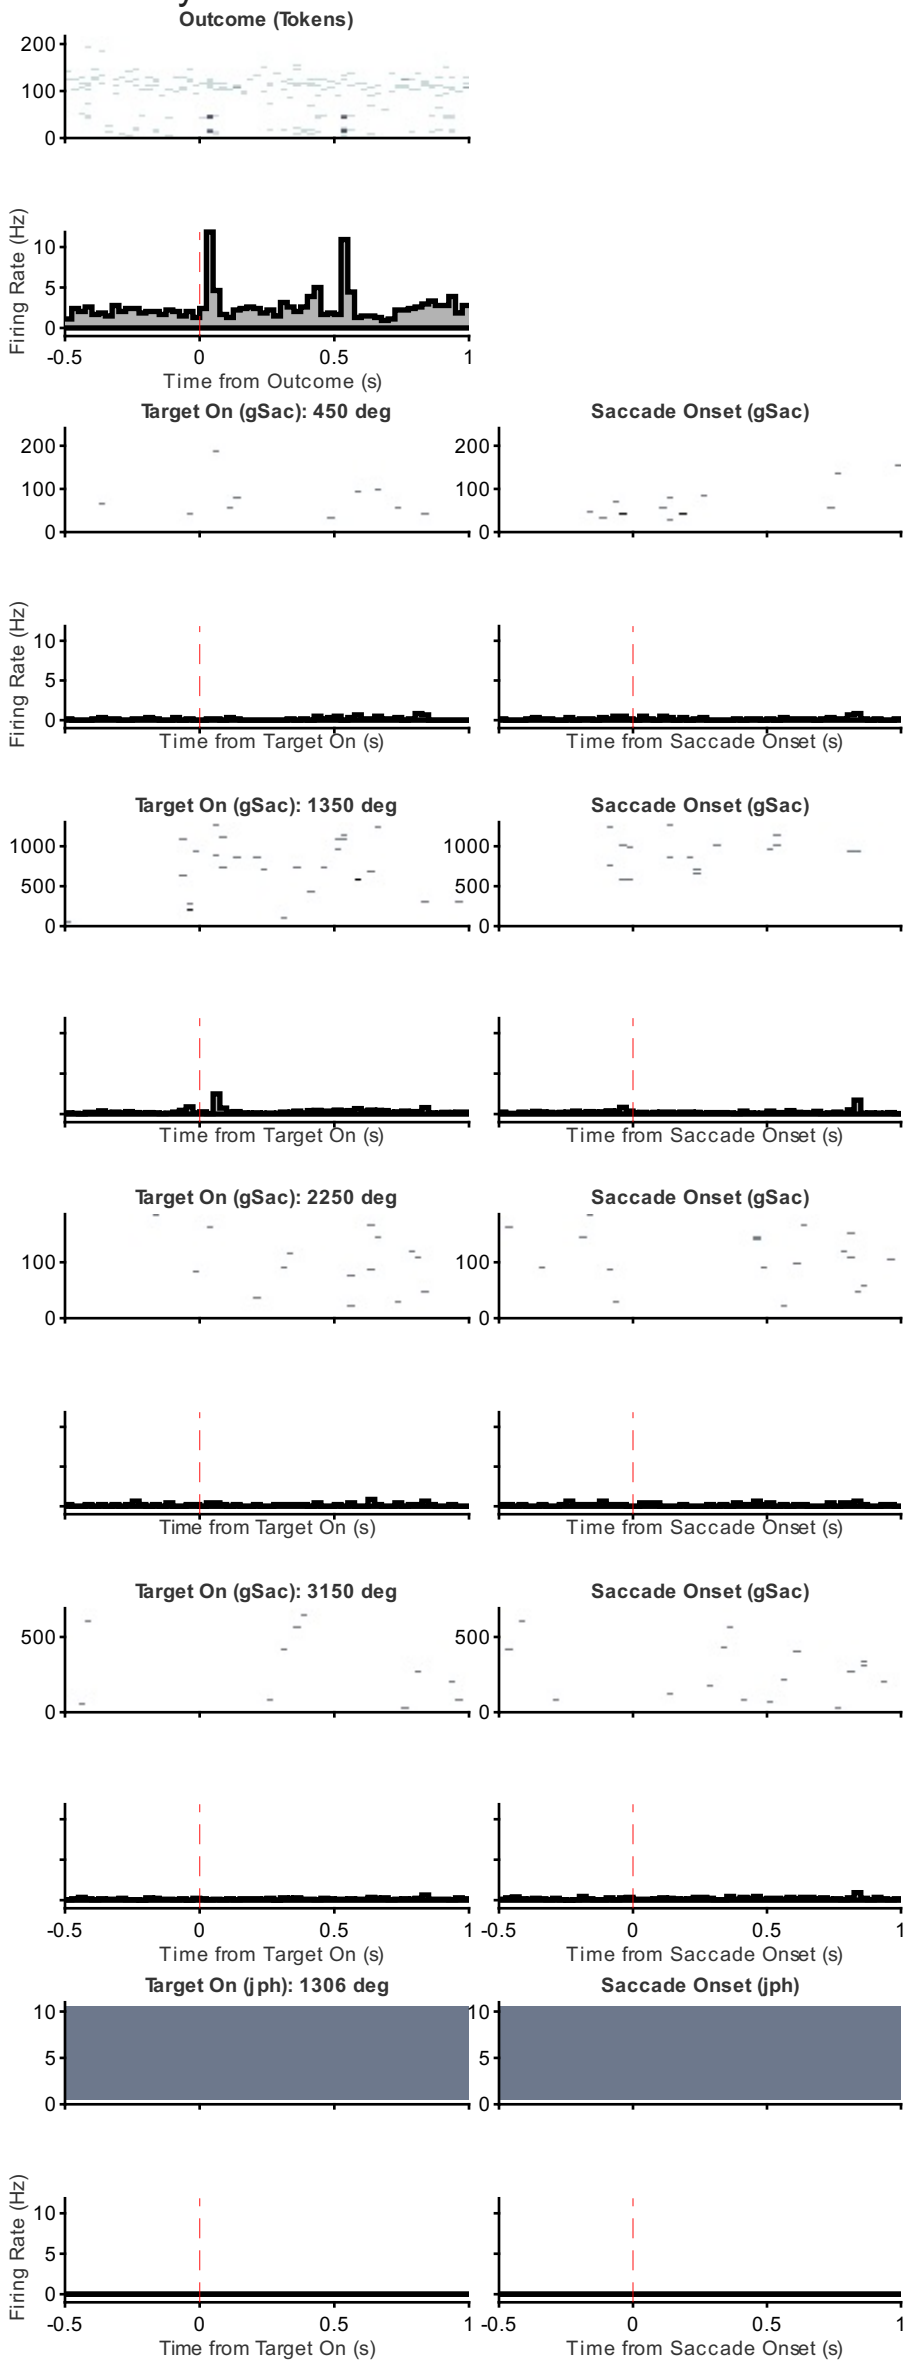 Outcome (Tokens)
200
100
0
Firing Rate (Hz)
10
5
0
-0.5 0 0.5 1
Time from Outcome (s)
Target On (gSac): 450 deg Saccade Onset (gSac)
200 200
100 100
0 0
Firing Rate (Hz)
10
5
0
Time from Target On (s) Time from Saccade Onset (s)
Target On (gSac): 1350 deg Saccade Onset (gSac)
1000 1000
500 500
0 0
Time from Target On (s) Time from Saccade Onset (s)
Target On (gSac): 2250 deg Saccade Onset (gSac)
100 100
0 0
Time from Target On (s) Time from Saccade Onset (s)
Target On (gSac): 3150 deg Saccade Onset (gSac)
500 500
0 0
-0.5 0 0.5 1 -0.5 0 0.5 1
Time from Target On (s) Time from Saccade Onset (s)
Target On (jph): 1306 deg Saccade Onset (jph)
10 10
5 5
0 0
Firing Rate (Hz)
10
5
0
-0.5 0 0.5 1 -0.5 0 0.5 1
Time from Target On (s) Time from Saccade Onset (s)